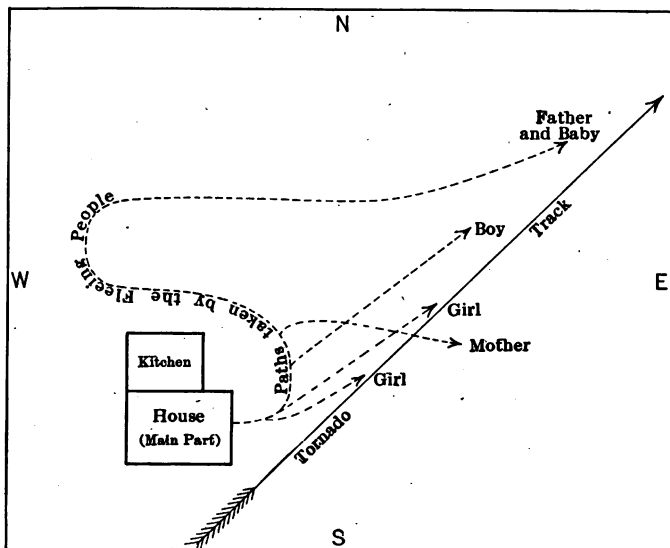 N
Father
and Baby
People
Boy
Track
W
E
Fleeing
Girl
taken by the
Mother
Kitchen
Paths
Girl
House
(Main Part)
Tornado
S